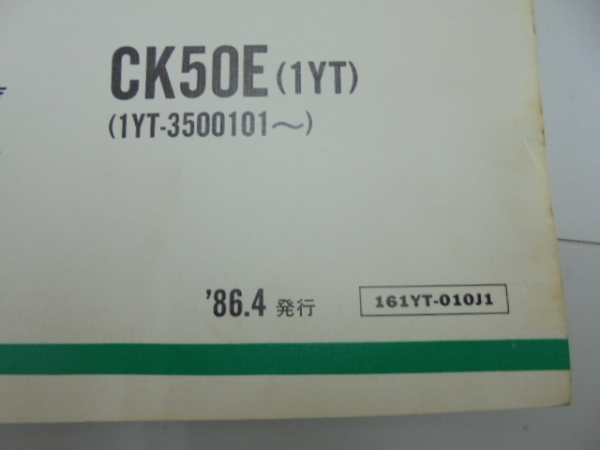 CK50E (1YT)
(1YT-3500101〜)
'86.4 発行
161YT-010J1